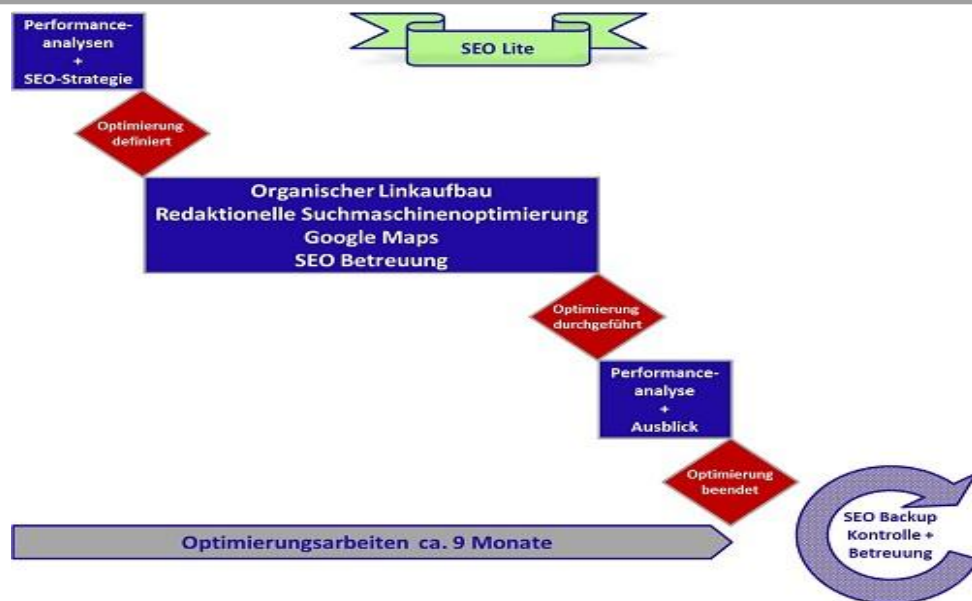 Performance-
analysen
+
SEO-Strategie
SEO Lite
Optimierung
definiert
Organischer Linkaufbau
Redaktionelle Suchmaschinenoptimierung
Google Maps
SEO Betreuung
Optimierung
durchgeführt
Performance-
analyse
+
Ausblick
Optimierung
beendet
SEO Backup
Kontrolle +
Betreuung
Optimierungsarbeiten ca. 9 Monate